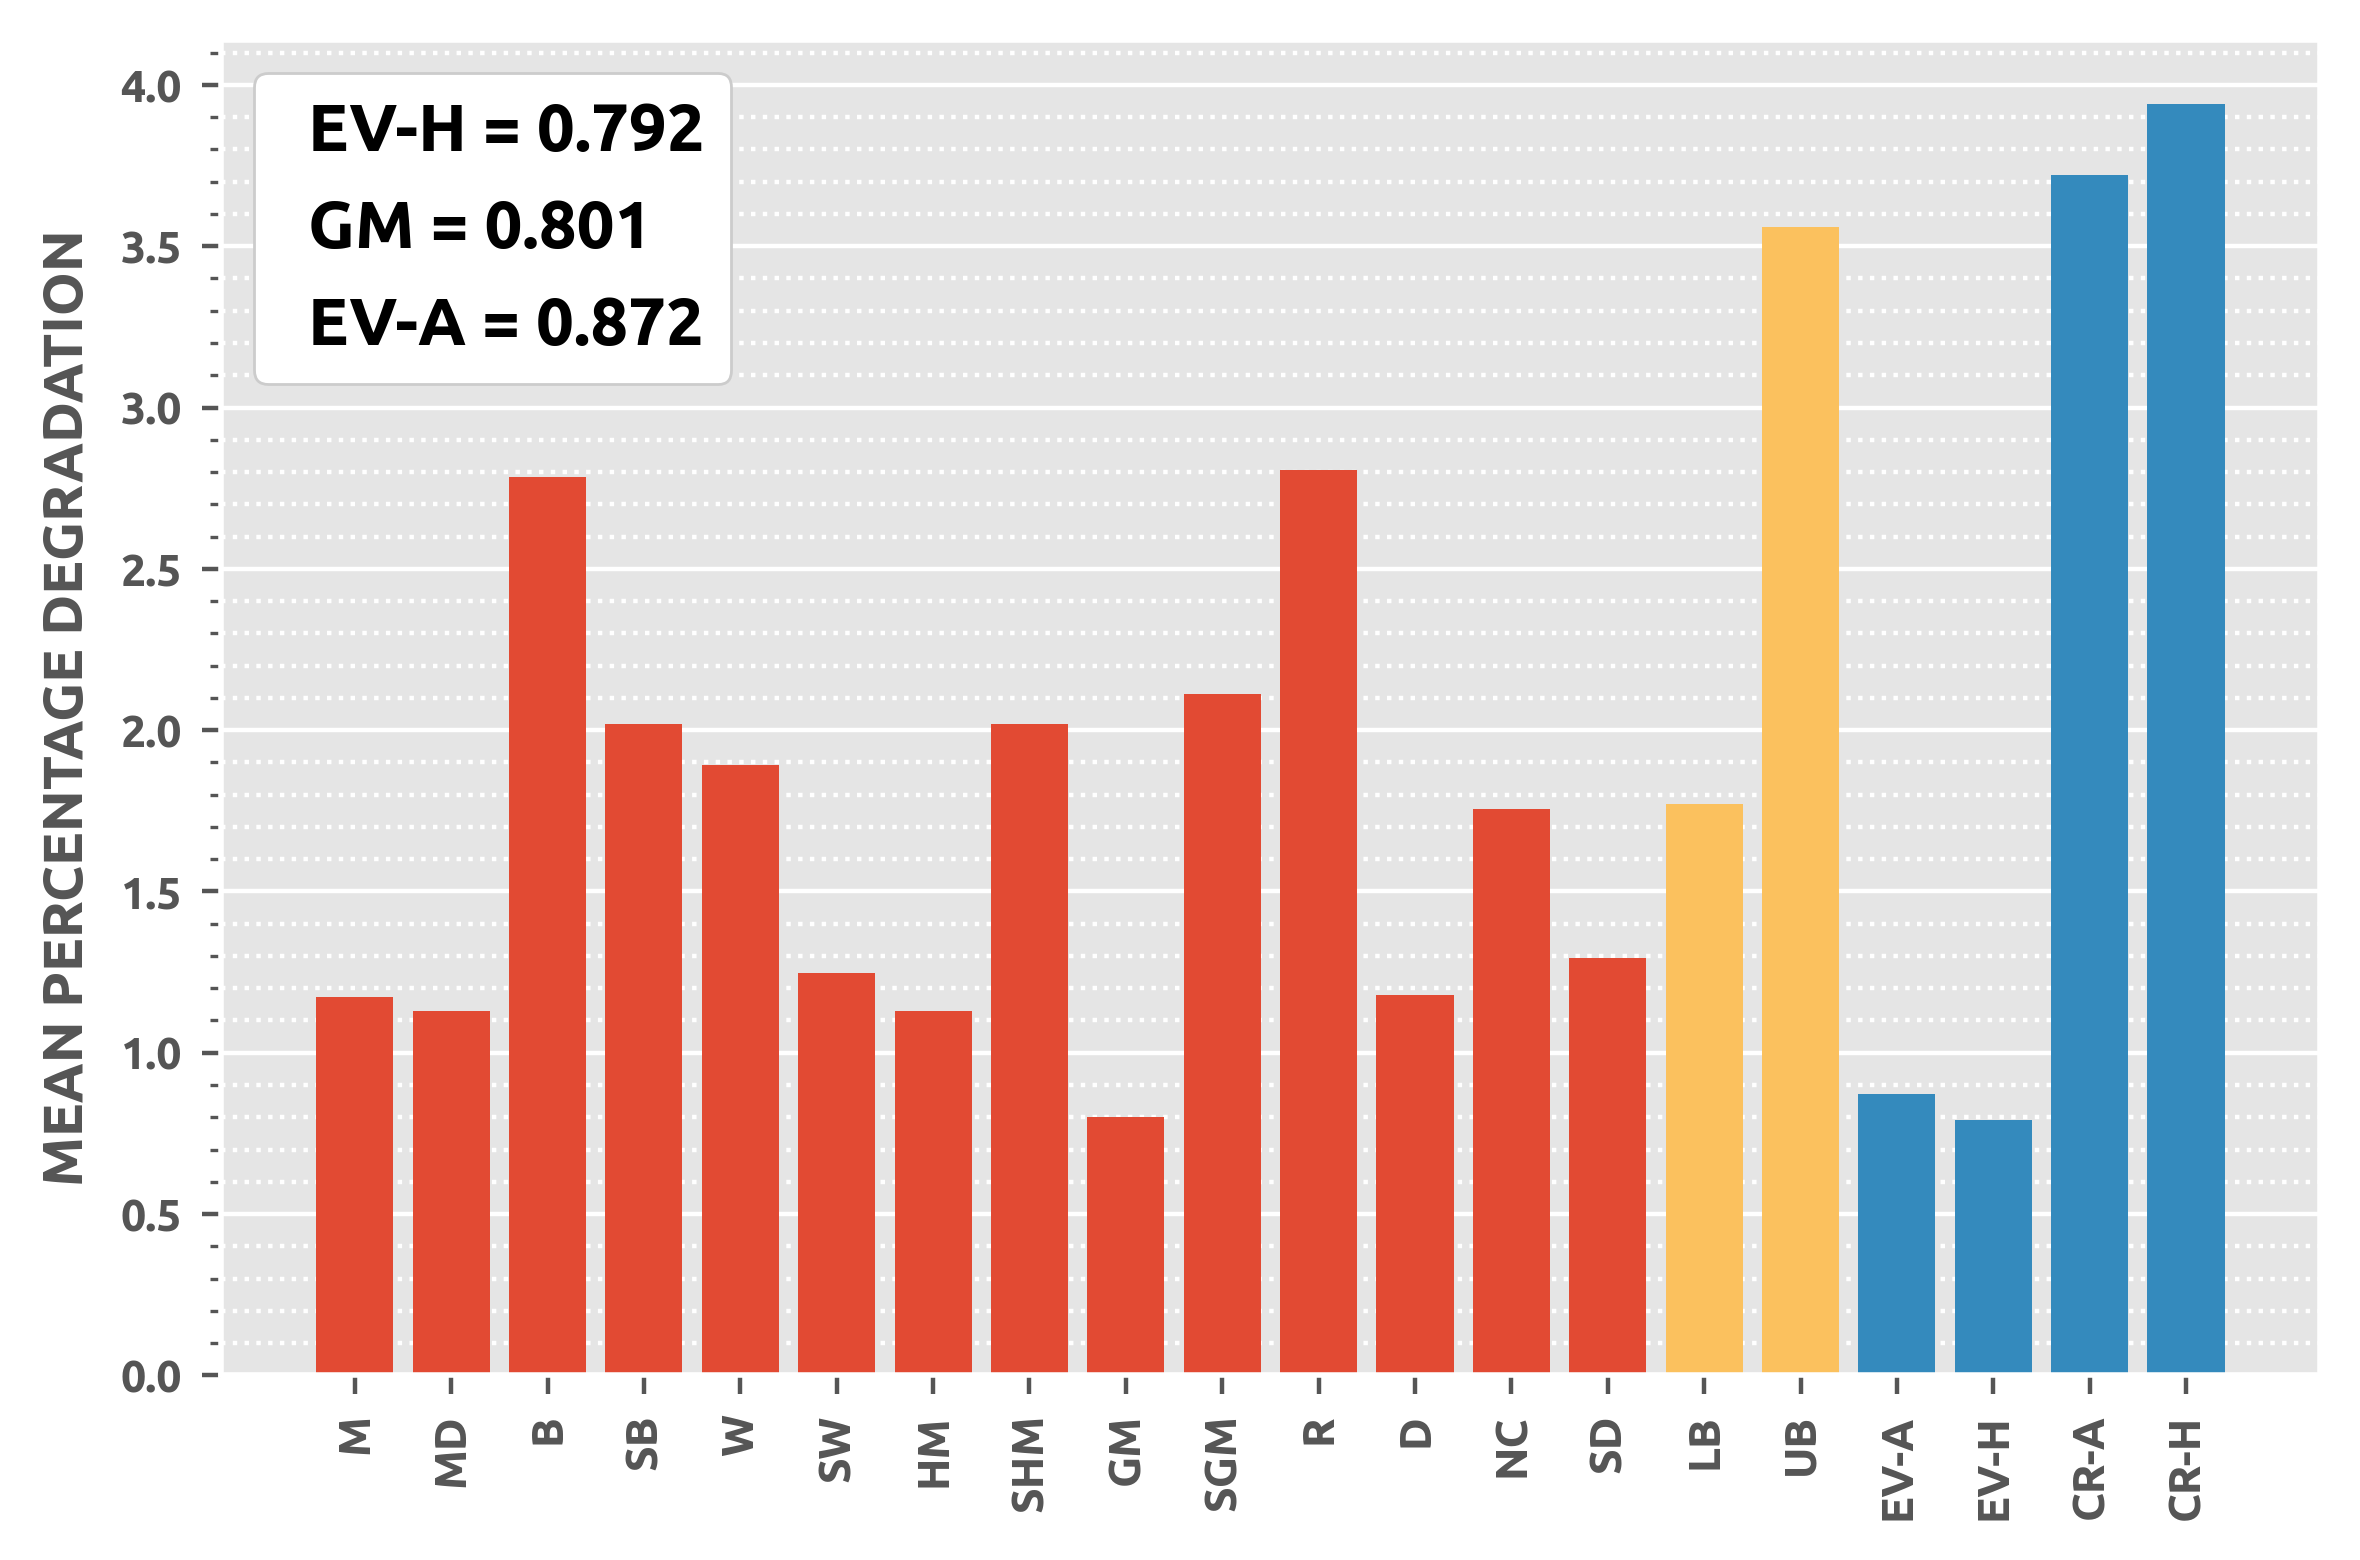 MEAN PERCENTAGE DEGRADATION
4.0
3.5
3.0
2.5
2.0
1.5
1.0
0.5
0.0
EV-H = 0.792
GM = 0.801
EV-A = 0.872
M
MD
B
SB
W
SW
HM
SHM
GM
SGM
R
D
NC
SD
LB
UB
EV-A
EV-H
CR-A
CR-H